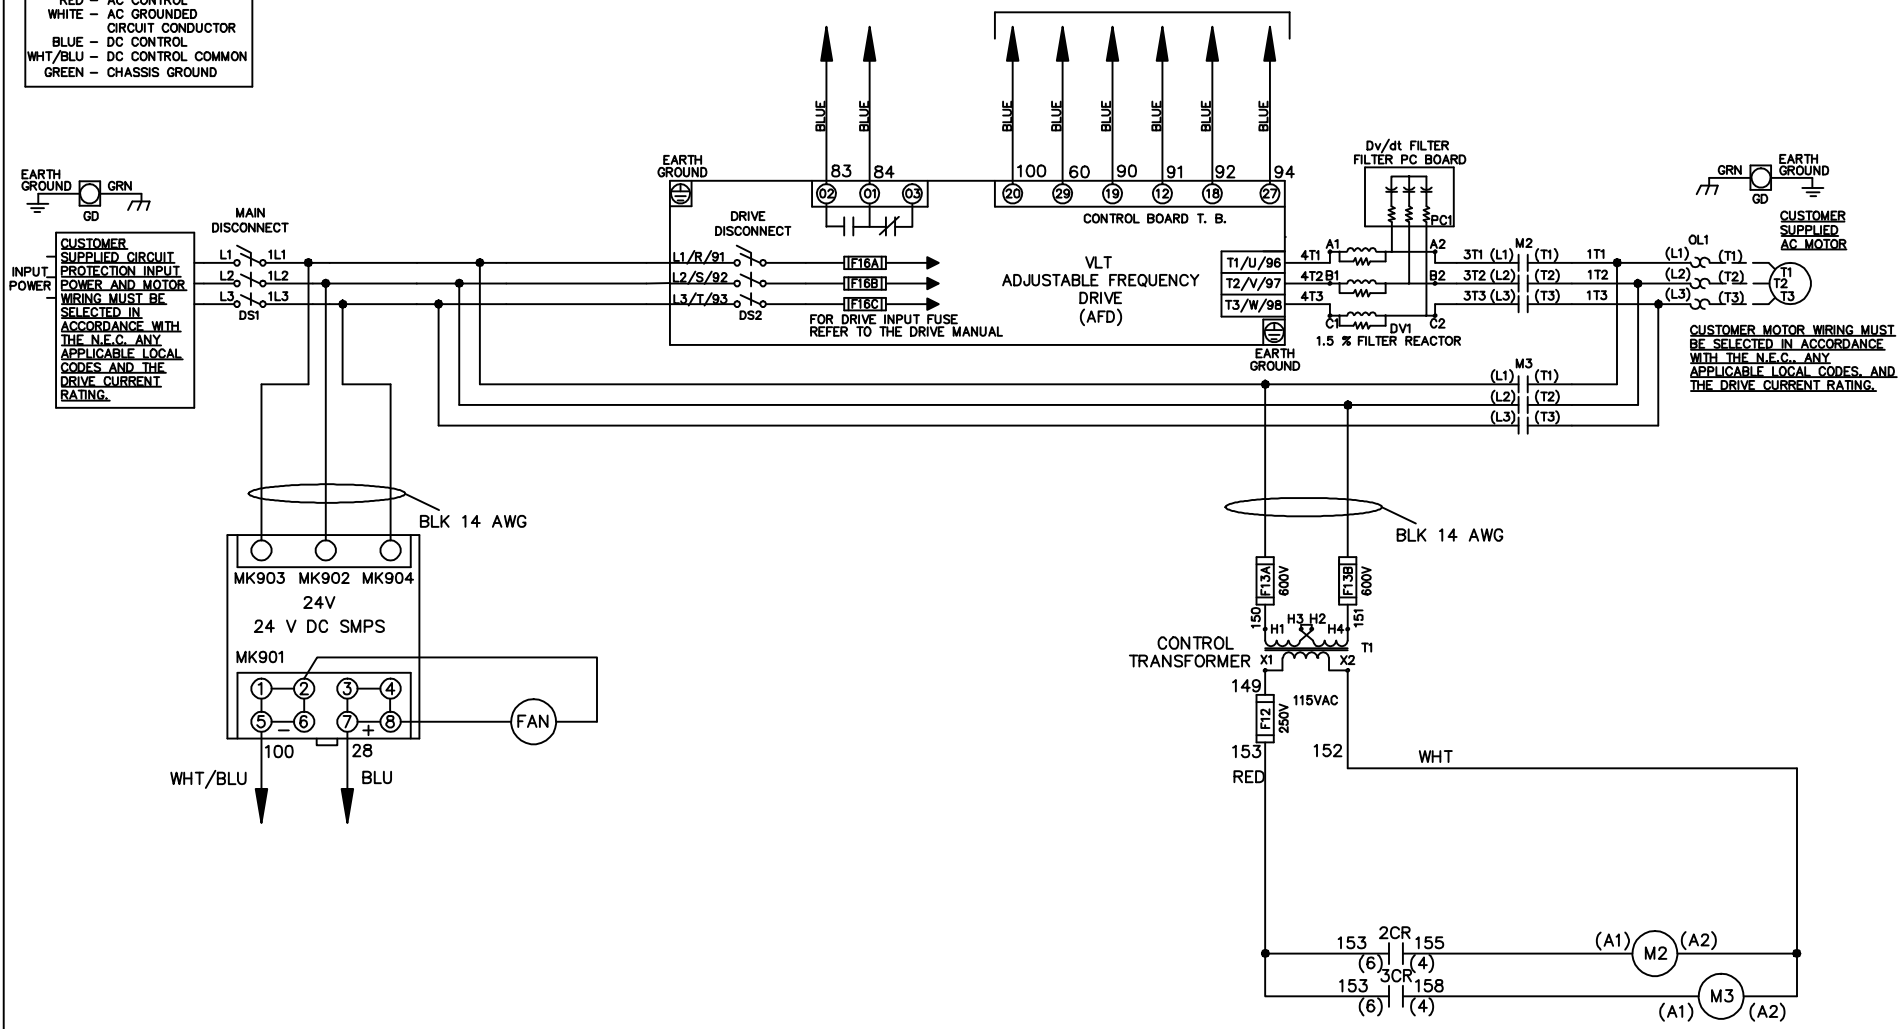 RED – AC CONTROL
WHITE – AC GROUNDED
CIRCUIT CONDUCTOR
BLUE – DC CONTROL
WHT/BLU – DC CONTROL COMMON
GREEN – CHASSIS GROUND
BLUE
BLUE
BLUE
BLUE
BLUE
BLUE
BLUE
BLUE
EARTH
GROUND
GRN
GD
MAIN
DISCONNECT
INPUT
POWER
CUSTOMER
SUPPLIED CIRCUIT
PROTECTION INPUT
POWER AND MOTOR
WIRING MUST BE
SELECTED IN
ACCORDANCE WITH
THE N.E.C. ANY
APPLICABLE LOCAL
CODES AND THE
DRIVE CURRENT
RATING.
L1 1L1
L2 1L2
L3 1L3
DS1
EARTH
GROUND
83 84
02 01 03
100 60 90 91 92 94
20 29 19 12 18 27
CONTROL BOARD T. B.
DRIVE
DISCONNECT
L1/R/91
L2/S/92
L3/T/93
DS2
F16A
F16B
F16C
FOR DRIVE INPUT FUSE
REFER TO THE DRIVE MANUAL
VLT
ADJUSTABLE FREQUENCY
DRIVE
(AFD)
T1/U/96
T2/V/97
T3/W/98
EARTH
GROUND
Dv/dt FILTER
FILTER PC BOARD
PC1
4T1 A1 A2
4T2 B1 B2
4T3
C1 DV1 C2
1.5 % FILTER REACTOR
M2
3T1 (L1) (T1) 1T1
3T2 (L2) (T2) 1T2
3T3 (L3) (T3) 1T3
OL1
(L1) (T1)
(L2) (T2)
(L3) (T3)
T1
T2
T3
GRN
GD
EARTH
GROUND
CUSTOMER
SUPPLIED
AC MOTOR
CUSTOMER MOTOR WIRING MUST
BE SELECTED IN ACCORDANCE
WITH THE N.E.C., ANY
APPLICABLE LOCAL CODES, AND
THE DRIVE CURRENT RATING.
M3
(L1) (T1)
(L2) (T2)
(L3) (T3)
BLK 14 AWG
MK903 MK902 MK904
24V
24 V DC SMPS
MK901
1 2 3 4
5 6 7 8
– +
FAN
100 28
WHT/BLU BLU
BLK 14 AWG
F13A
600V
F13B
600V
150
151
H1 H3 H2 H4
T1
CONTROL
TRANSFORMER
X1 X2
149
115VAC
F12
250V
153
152
RED
WHT
2CR
153 155
(6) (4)
(A1) M2 (A2)
3CR
153 158
(6) (4)
(A1) M3 (A2)